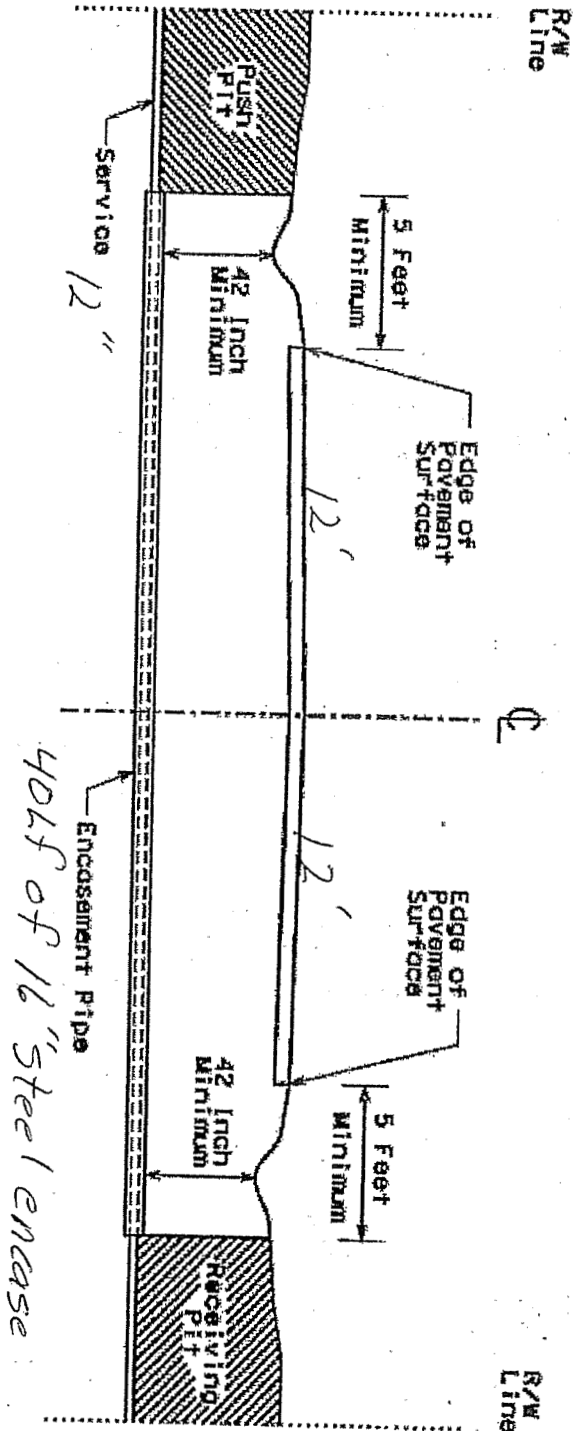 R/W
Line
℄
R/W
Line
5 Feet
Minimum
Edge of
Pavement
Surface
Edge of
Pavement
Surface
5 Feet
Minimum
Push
Pit
42 Inch
Minimum
12'
12'
42 Inch
Minimum
Receiving
Pit
Service
12"
Encasement Pipe
40LF of 16" Steel encase